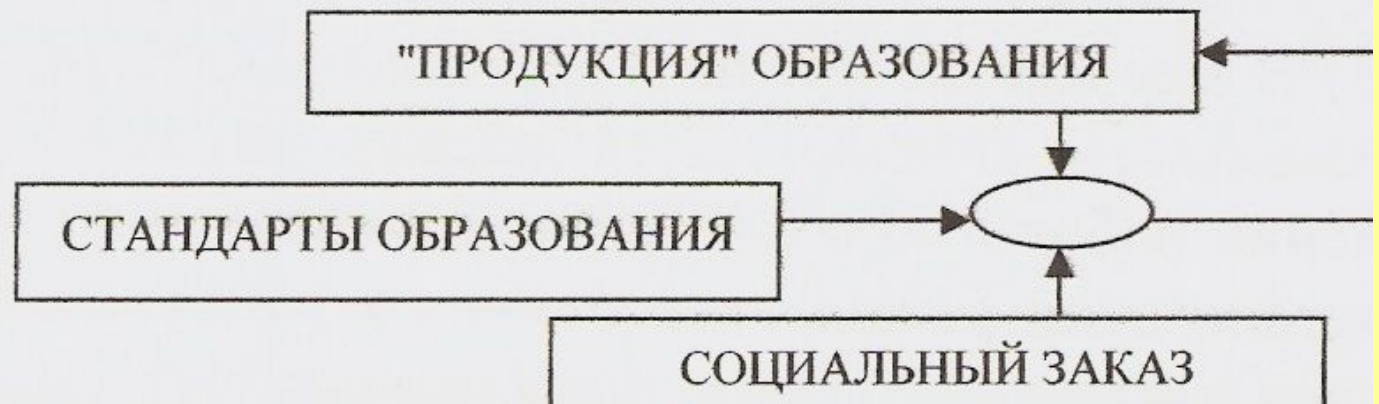 "ПРОДУКЦИЯ" ОБРАЗОВАНИЯ
СТАНДАРТЫ ОБРАЗОВАНИЯ
СОЦИАЛЬНЫЙ ЗАКАЗ